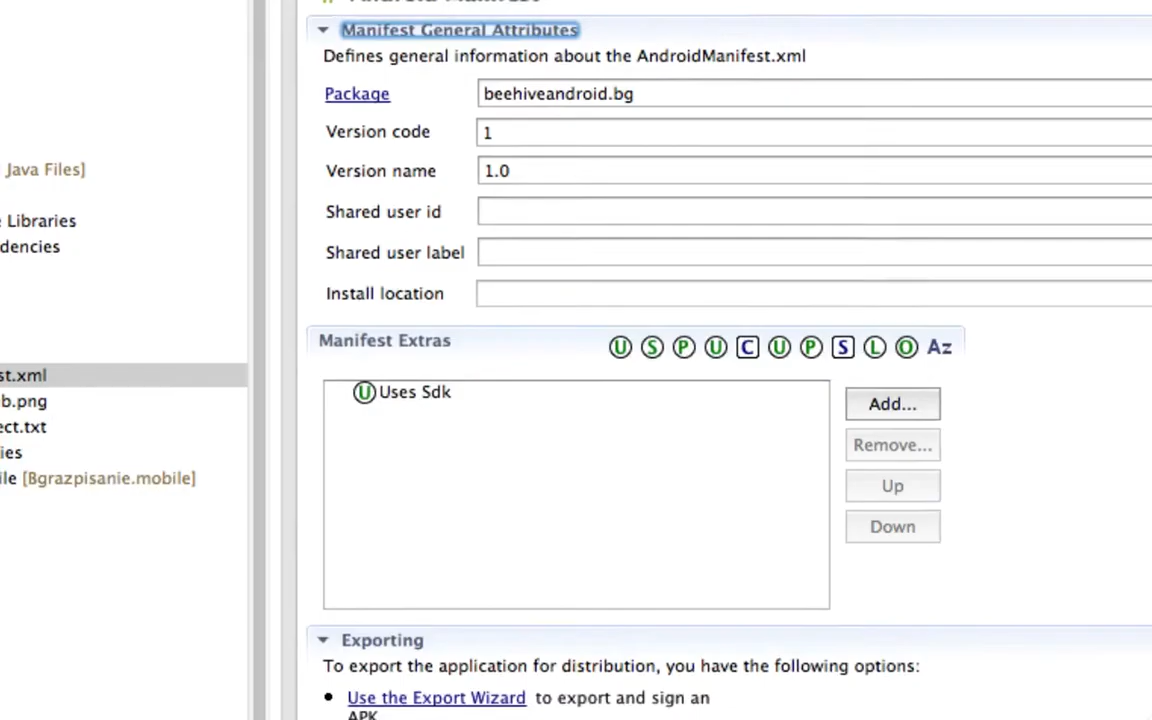 Manifest General Attributes
Defines general information about the AndroidManifest.xml
Package beehiveandroid.bg
Version code 1
Version name 1.0
Shared user id
Shared user label
Install location
Manifest Extras U S P U C U P S L O Az
U Uses Sdk
Add...
Remove...
Up
Down
Exporting
To export the application for distribution, you have the following options:
Use the Export Wizard to export and sign an
APK
Java Files]
Libraries
dencies
st.xml
b.png
ect.txt
ies
ile [Bgrazpisanie.mobile]